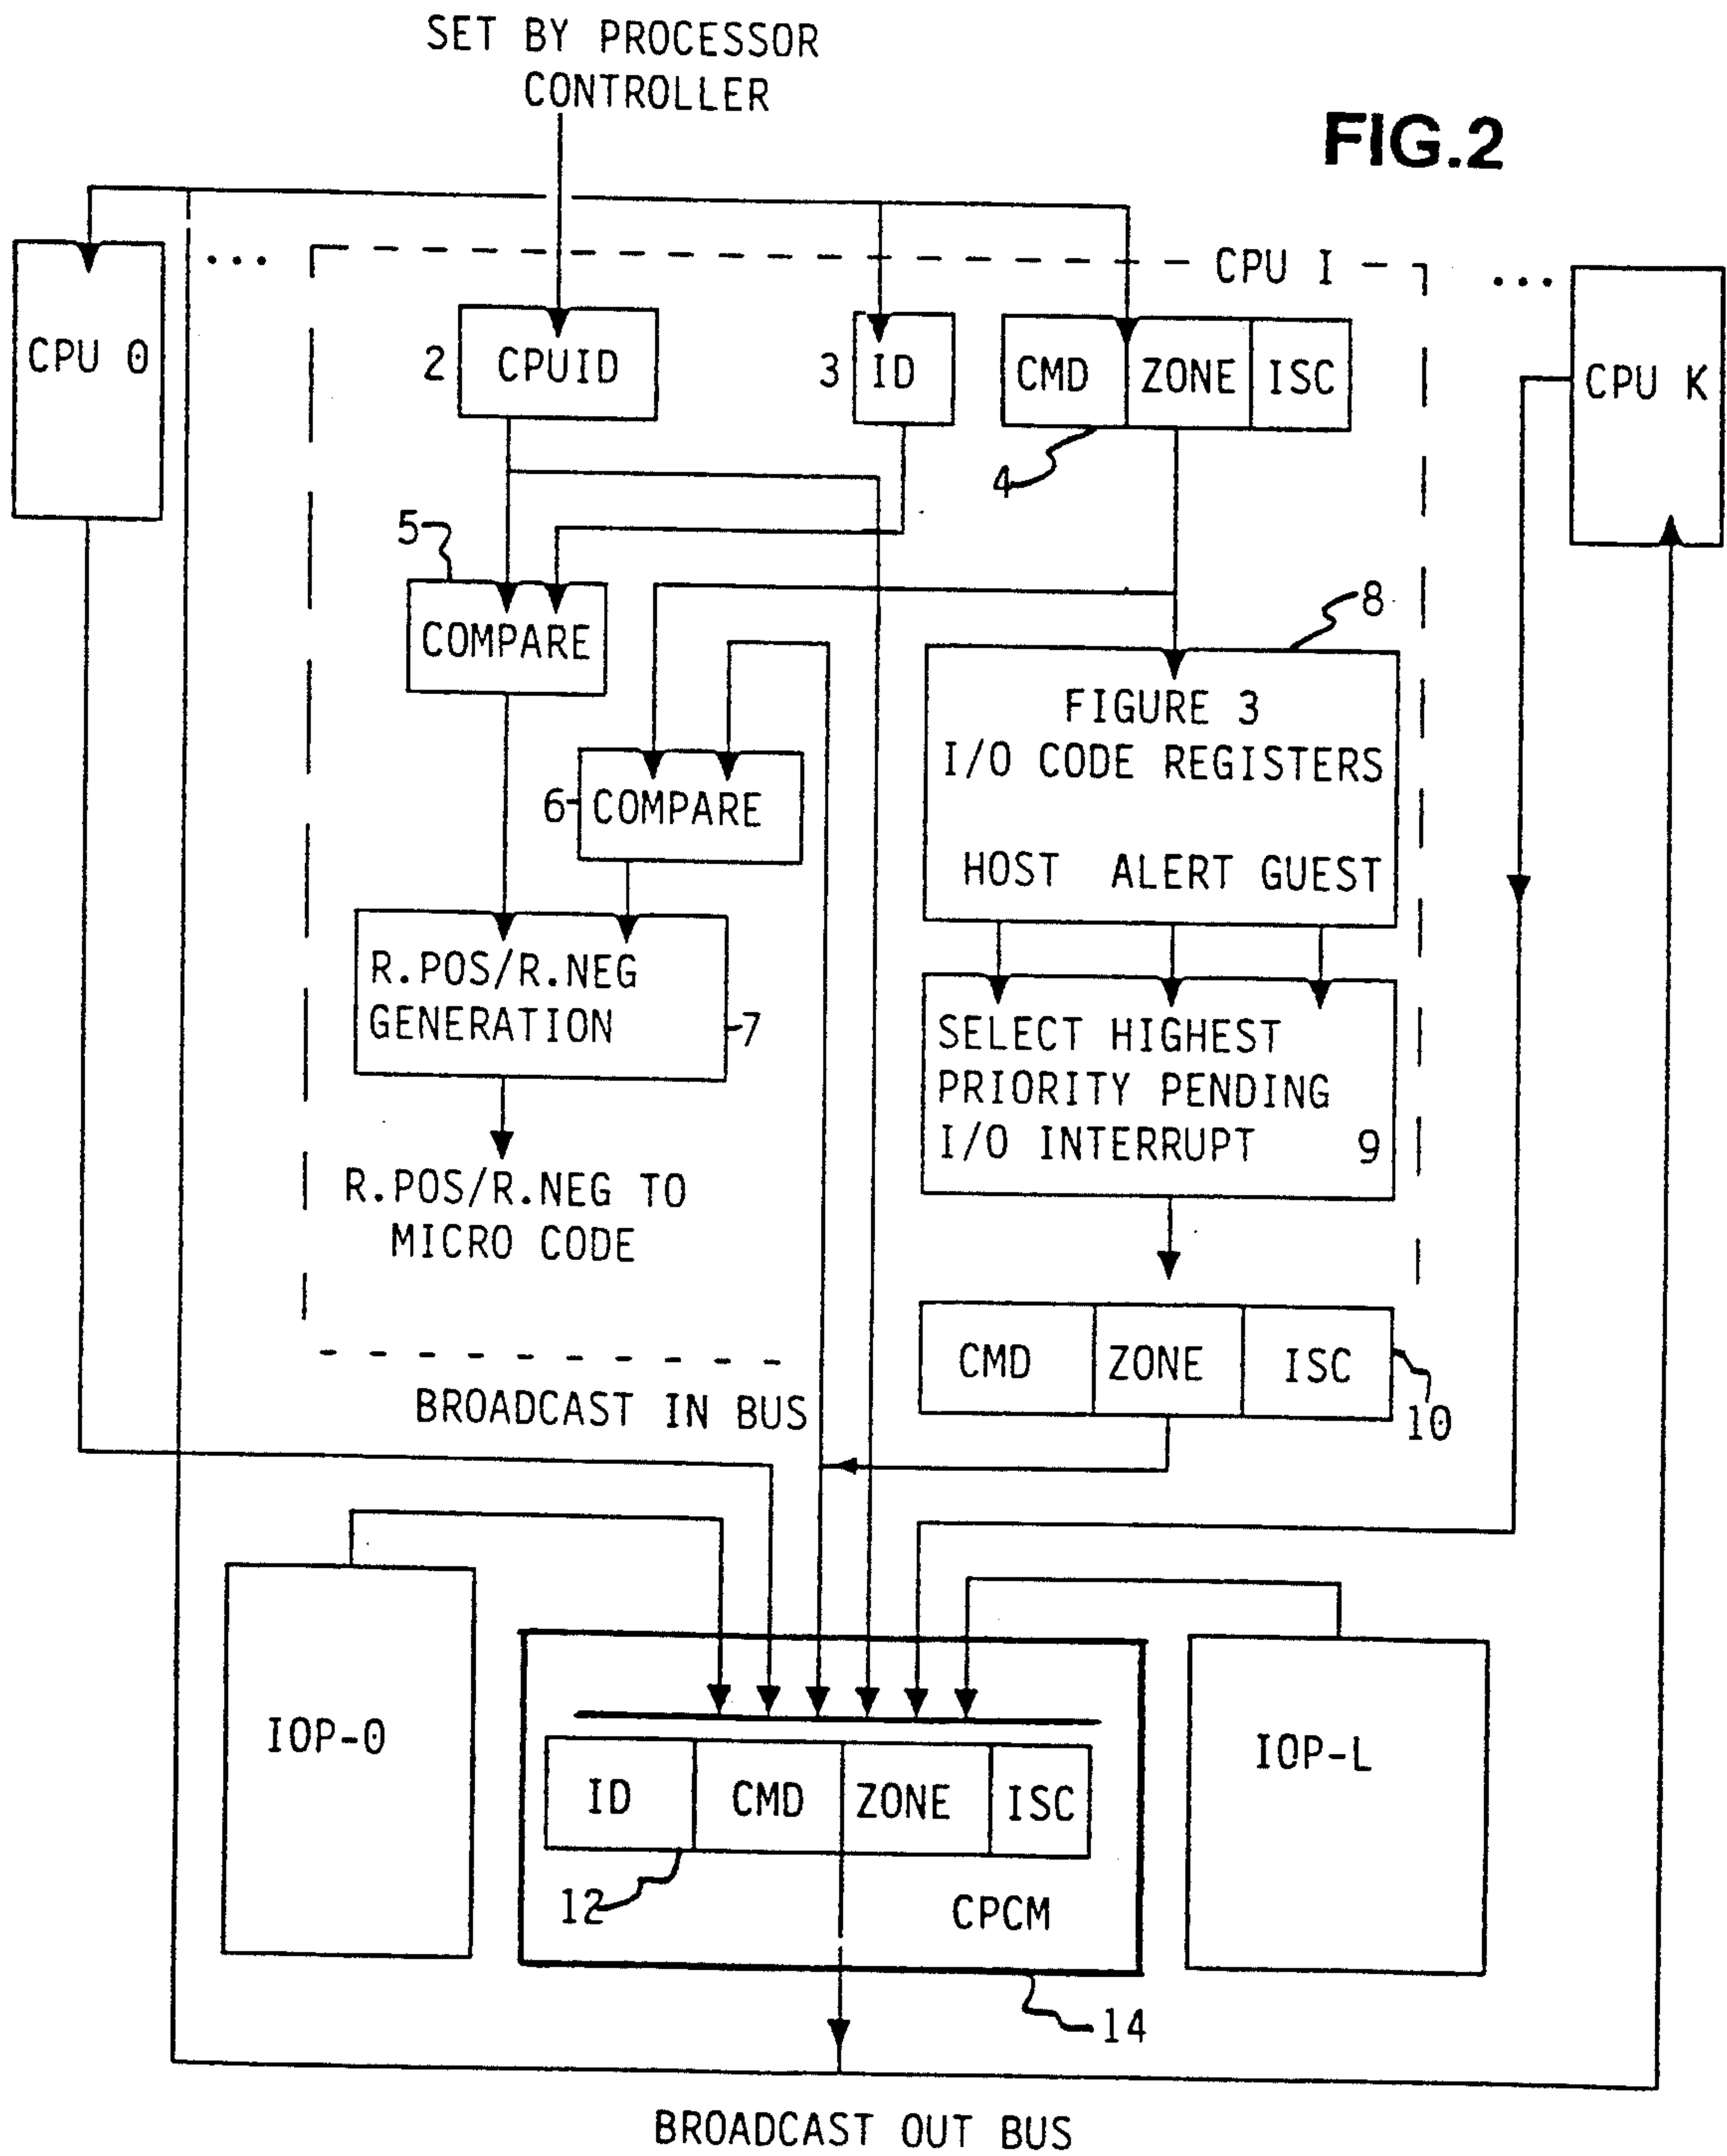 SET BY PROCESSOR
CONTROLLER
FIG.2
CPU 0
...
CPU I
...
CPU K
2
CPUID
3
ID
CMD
ZONE
ISC
4
5
COMPARE
8
FIGURE 3
I/O CODE REGISTERS
HOST ALERT GUEST
6
COMPARE
R.POS/R.NEG
GENERATION
7
SELECT HIGHEST
PRIORITY PENDING
I/O INTERRUPT
9
R.POS/R.NEG TO
MICRO CODE
CMD
ZONE
ISC
10
BROADCAST IN BUS
IOP-0
IOP-L
ID
CMD
ZONE
ISC
12
CPCM
14
BROADCAST OUT BUS